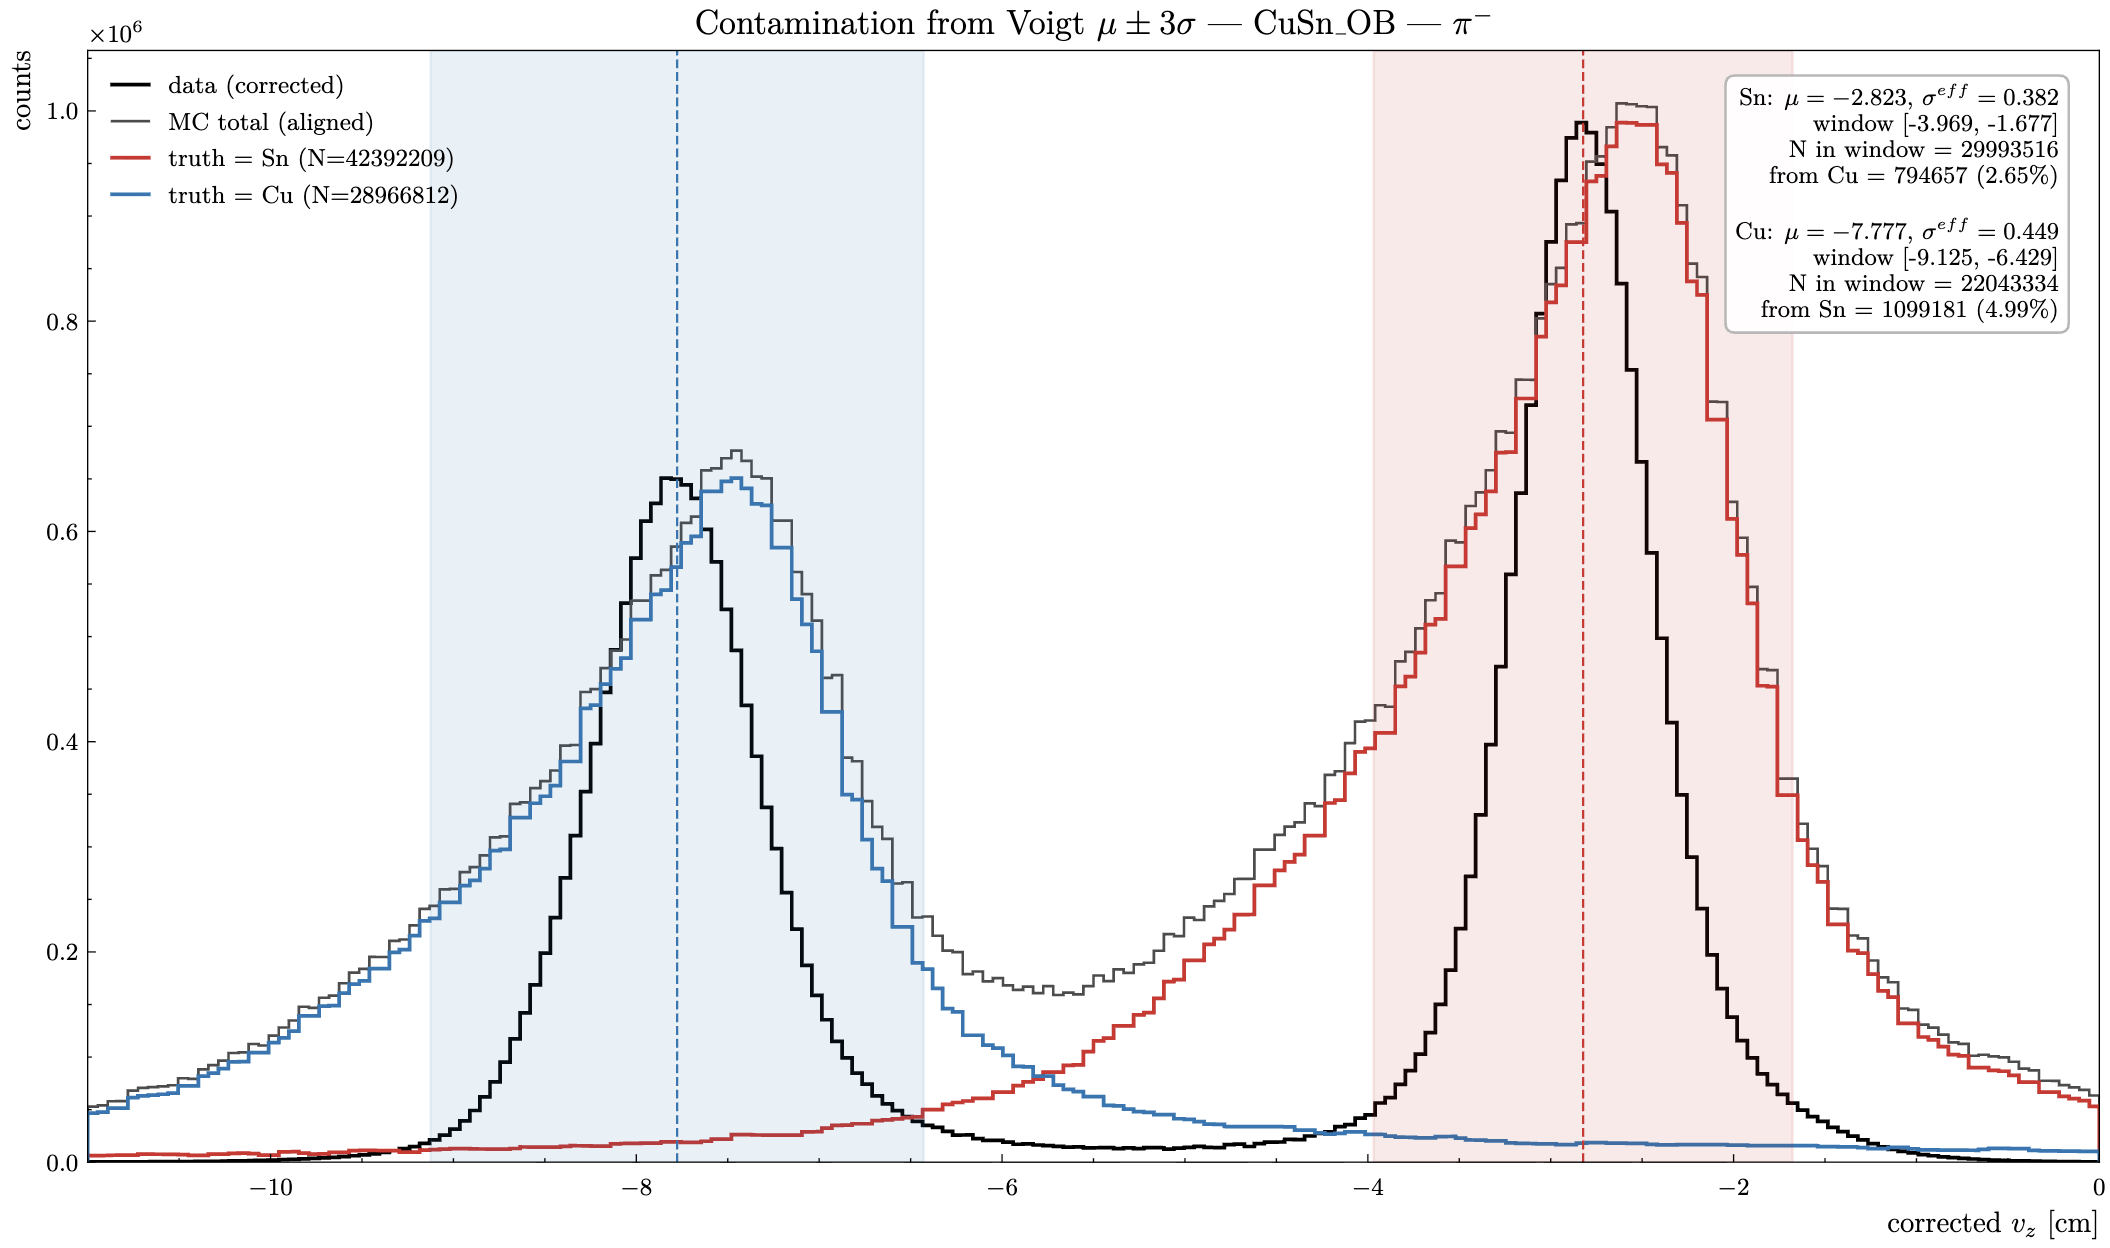 Contamination from Voigt μ ± 3σ — CuSn_OB — π⁻
×10⁶
counts
data (corrected)
MC total (aligned)
truth = Sn (N=42392209)
truth = Cu (N=28966812)
Sn: μ = −2.823, σ^{eff} = 0.382
window [-3.969, -1.677]
N in window = 29993516
from Cu = 794657 (2.65%)
Cu: μ = −7.777, σ^{eff} = 0.449
window [-9.125, -6.429]
N in window = 22043334
from Sn = 1099181 (4.99%)
1.0
0.8
0.6
0.4
0.2
0.0
−10 −8 −6 −4 −2 0
corrected v_z [cm]